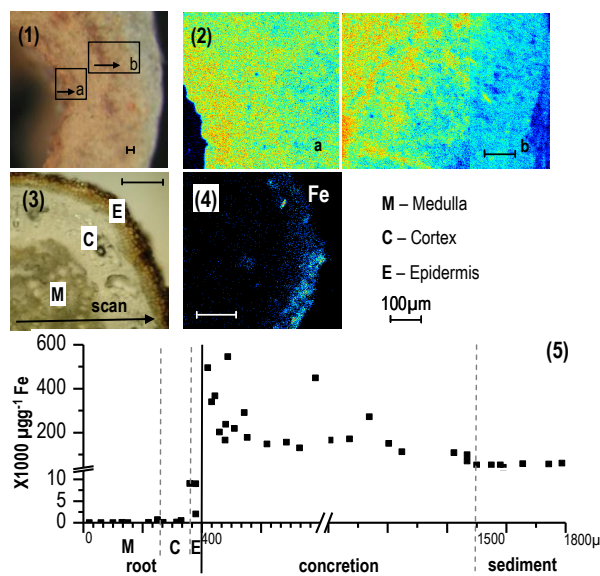 (1)
b
a
(2)
a
b
(3)
E
C
M
scan
(4)
Fe
M – Medulla
C – Cortex
E – Epidermis
100µm
(5)
X1000 µgg⁻¹ Fe
600
400
200
10
5
0
0
400
1500
1800µ
M
C
E
root
concretion
sediment